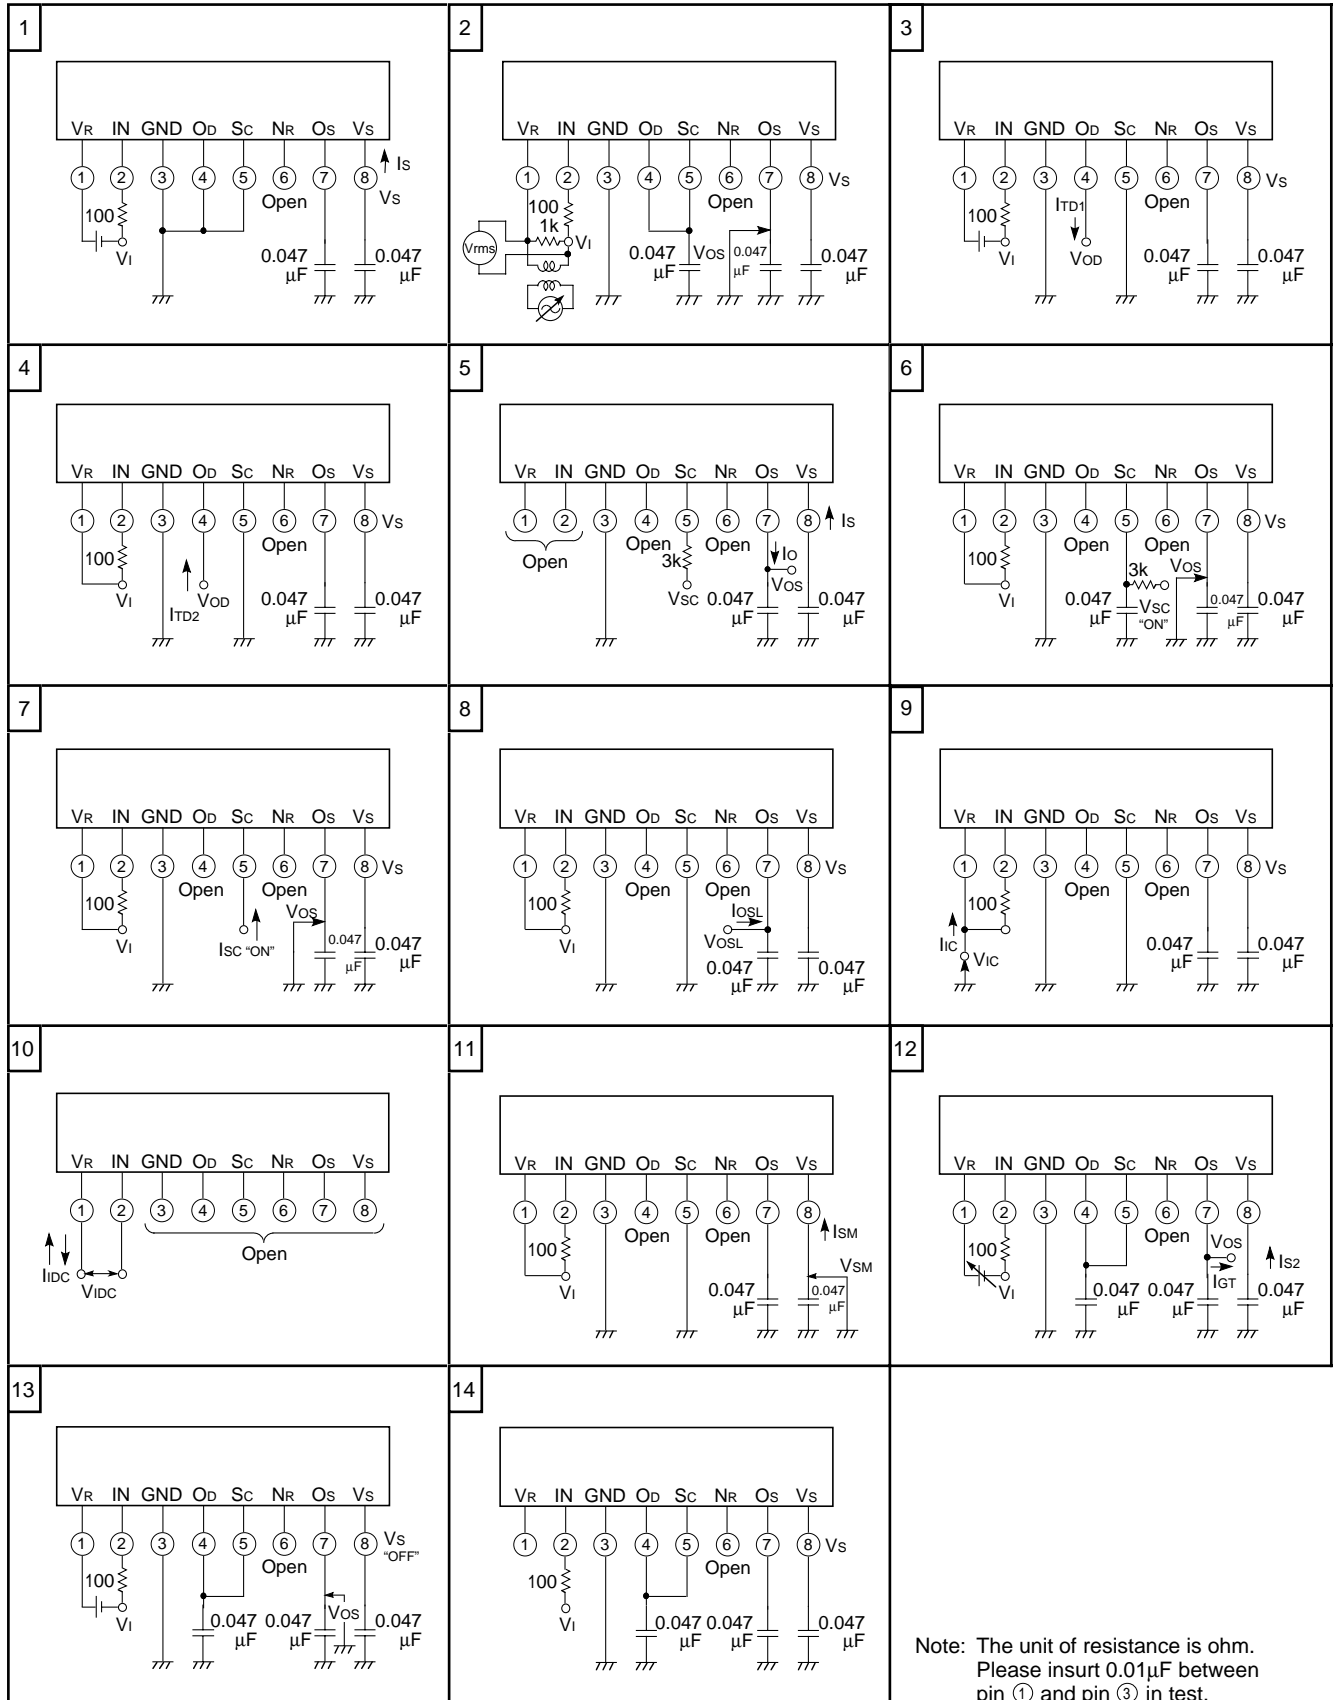 1
VR IN GND OD SC NR OS VS
1 2 3 4 5 6 7 8
IS
VS
Open
100
VI
0.047 μF
0.047 μF
2
VR IN GND OD SC NR OS VS
1 2 3 4 5 6 7 8 VS
Open
100
1k
Vrms
VI
0.047 μF
VOS
0.047 μF
0.047 μF
3
VR IN GND OD SC NR OS VS
1 2 3 4 5 6 7 8 VS
Open
100
VI
ITD1
VOD
0.047 μF
0.047 μF
4
VR IN GND OD SC NR OS VS
1 2 3 4 5 6 7 8 VS
Open
100
VI
ITD2
VOD
0.047 μF
0.047 μF
5
VR IN GND OD SC NR OS VS
1 2 3 4 5 6 7 8 IS
Open
Open
Open
3k
VSC
IO
VOS
0.047 μF
0.047 μF
6
VR IN GND OD SC NR OS VS
1 2 3 4 5 6 7 8 VS
Open
Open
100
VI
3k
VOS
0.047 μF
VSC "ON"
0.047 μF
0.047 μF
7
VR IN GND OD SC NR OS VS
1 2 3 4 5 6 7 8 VS
Open
Open
100
VI
ISC "ON"
VOS
0.047 μF
0.047 μF
8
VR IN GND OD SC NR OS VS
1 2 3 4 5 6 7 8 VS
Open
Open
100
VI
IOSL
VOSL
0.047 μF
0.047 μF
9
VR IN GND OD SC NR OS VS
1 2 3 4 5 6 7 8 VS
Open
Open
100
IIC
VIC
0.047 μF
0.047 μF
10
VR IN GND OD SC NR OS VS
1 2 3 4 5 6 7 8
Open
IIDC
VIDC
11
VR IN GND OD SC NR OS VS
1 2 3 4 5 6 7 8
Open
Open
ISM
100
VI
VSM
0.047 μF
0.047 μF
12
VR IN GND OD SC NR OS VS
1 2 3 4 5 6 7 8
Open
100
VI
VOS
IGT
IS2
0.047 μF
0.047 μF
0.047 μF
13
VR IN GND OD SC NR OS VS
1 2 3 4 5 6 7 8 VS
"OFF"
Open
100
VI
0.047 μF
0.047 μF
VOS
0.047 μF
14
VR IN GND OD SC NR OS VS
1 2 3 4 5 6 7 8 VS
Open
100
VI
0.047 μF
0.047 μF
0.047 μF
Note: The unit of resistance is ohm.
Please insurt 0.01μF between
pin ① and pin ③ in test.